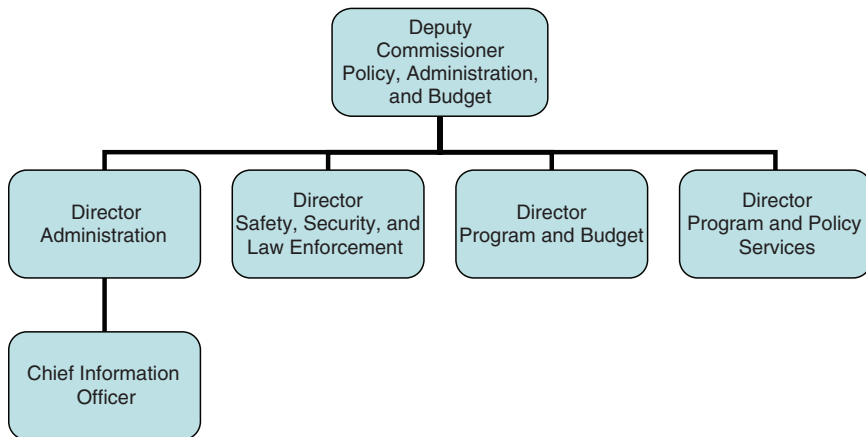 Deputy
Commissioner
Policy, Administration,
and Budget
Director
Administration
Director
Safety, Security, and
Law Enforcement
Director
Program and Budget
Director
Program and Policy
Services
Chief Information
Officer